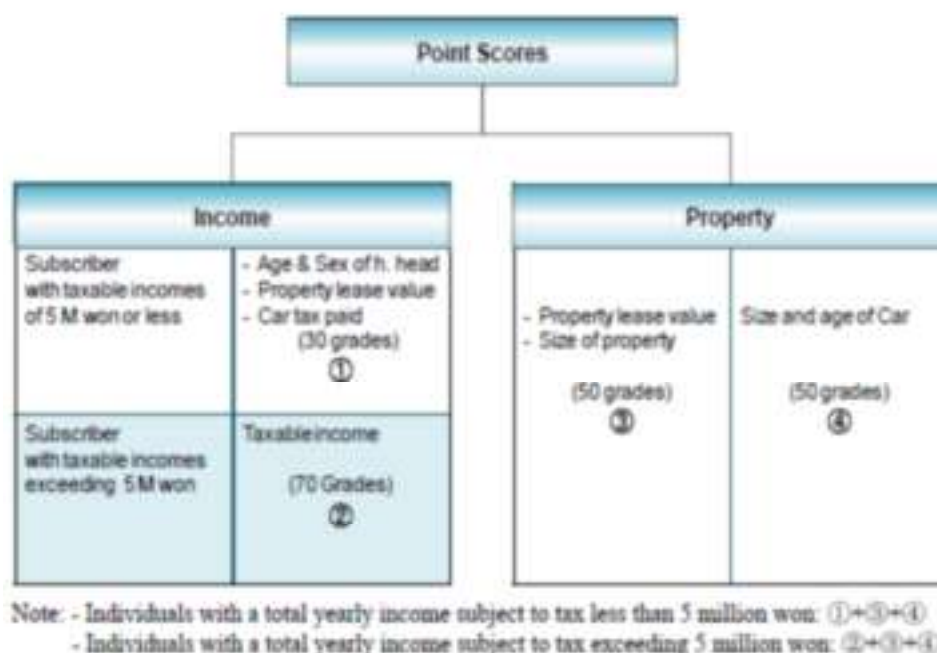 Point Scores
Income
Subscriber
with taxable incomes
of 5 M won or less
- Age & Sex of h. head
- Property lease value
- Car tax paid
(30 grades)
①
Subscriber
with taxable incomes
exceeding 5 M won
Taxable income
(70 Grades)
②
Property
- Property lease value
- Size of property
(50 grades)
③
Size and age of Car
(50 grades)
④
Note: - Individuals with a total yearly income subject to tax less than 5 million won: ①+③+④
- Individuals with a total yearly income subject to tax exceeding 5 million won: ②+③+④